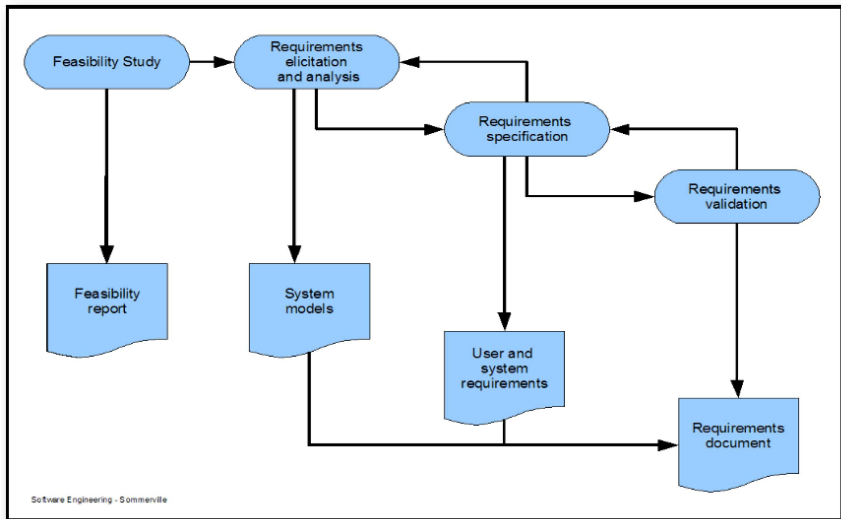 Feasibility Study
Requirements
elicitation
and analysis
Requirements
specification
Requirements
validation
Feasibility
report
System
models
User and
system
requirements
Requirements
document
Software Engineering - Sommerville